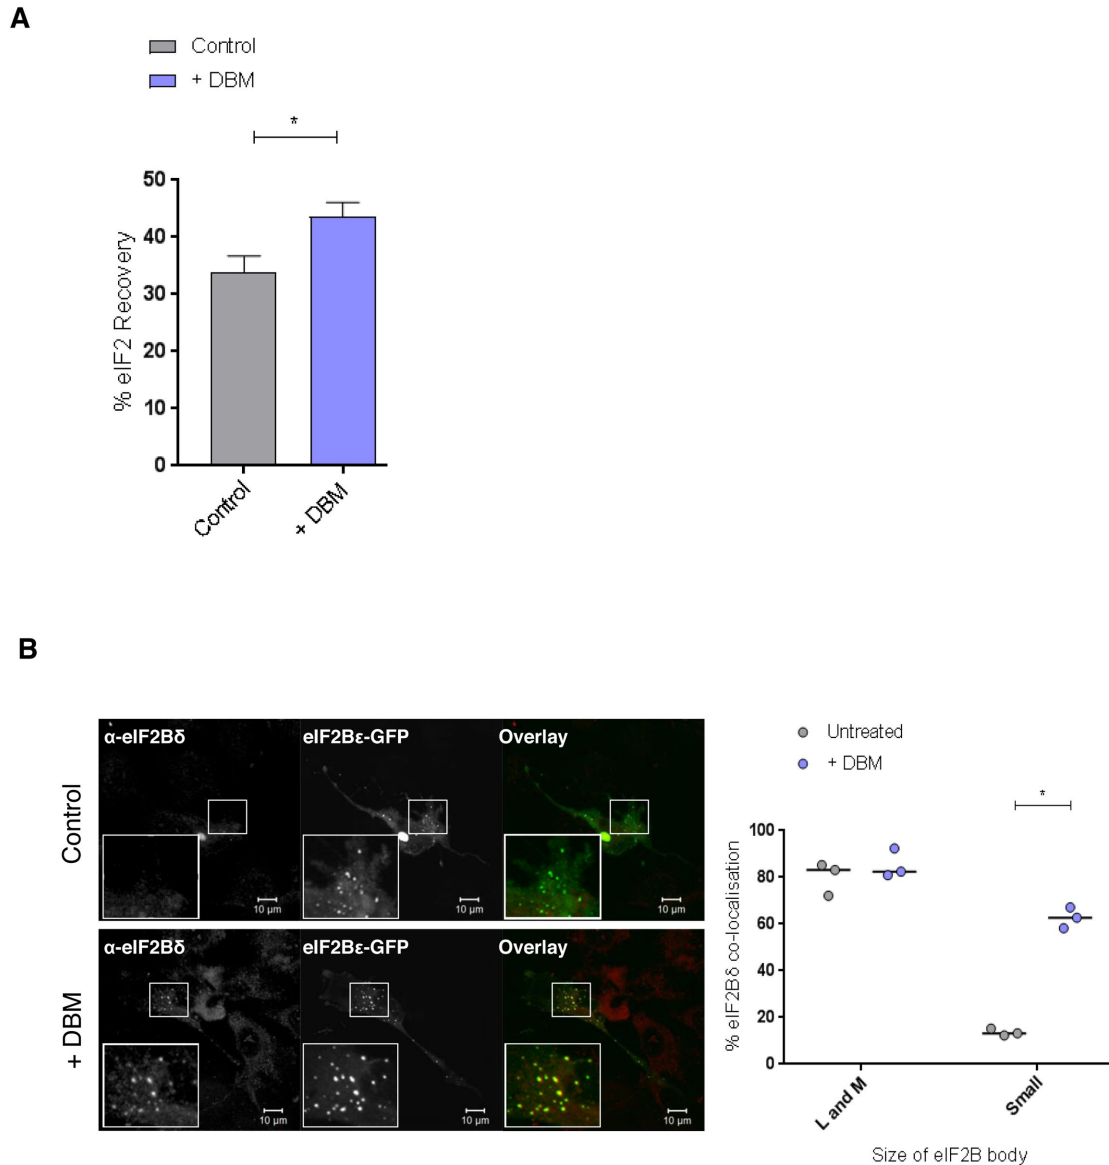 A
Control
+ DBM
*
50
40
30
20
10
0
% eIF2 Recovery
Control
+ DBM
B
α-eIF2Bδ
eIF2Bε-GFP
Overlay
Control
10 µm
10 µm
10 µm
α-eIF2Bδ
eIF2Bε-GFP
Overlay
+ DBM
10 µm
10 µm
10 µm
Untreated
+ DBM
*
100
80
60
40
20
0
% eIF2Bδ co-localisation
L and M
Small
Size of eIF2B body